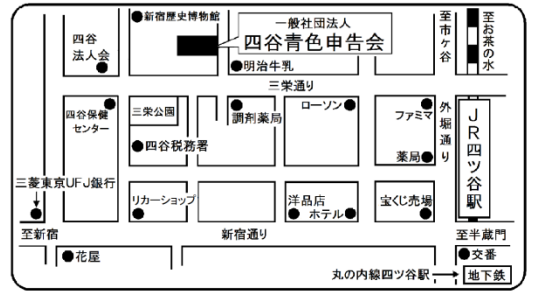 新宿歴史博物館
一般社団法人
四谷青色申告会
至市ヶ谷
至お茶の水
四谷
法人会
明治牛乳
三栄通り
四谷保健
センター
三栄公園
調剤薬局
ローソン
ファミマ
外堀通り
JR四ツ谷駅
四谷税務署
薬局
三菱東京UFJ銀行
リカーショップ
洋品店
ホテル
宝くじ売場
至新宿
新宿通り
至半蔵門
花屋
交番
丸の内線四ツ谷駅
地下鉄